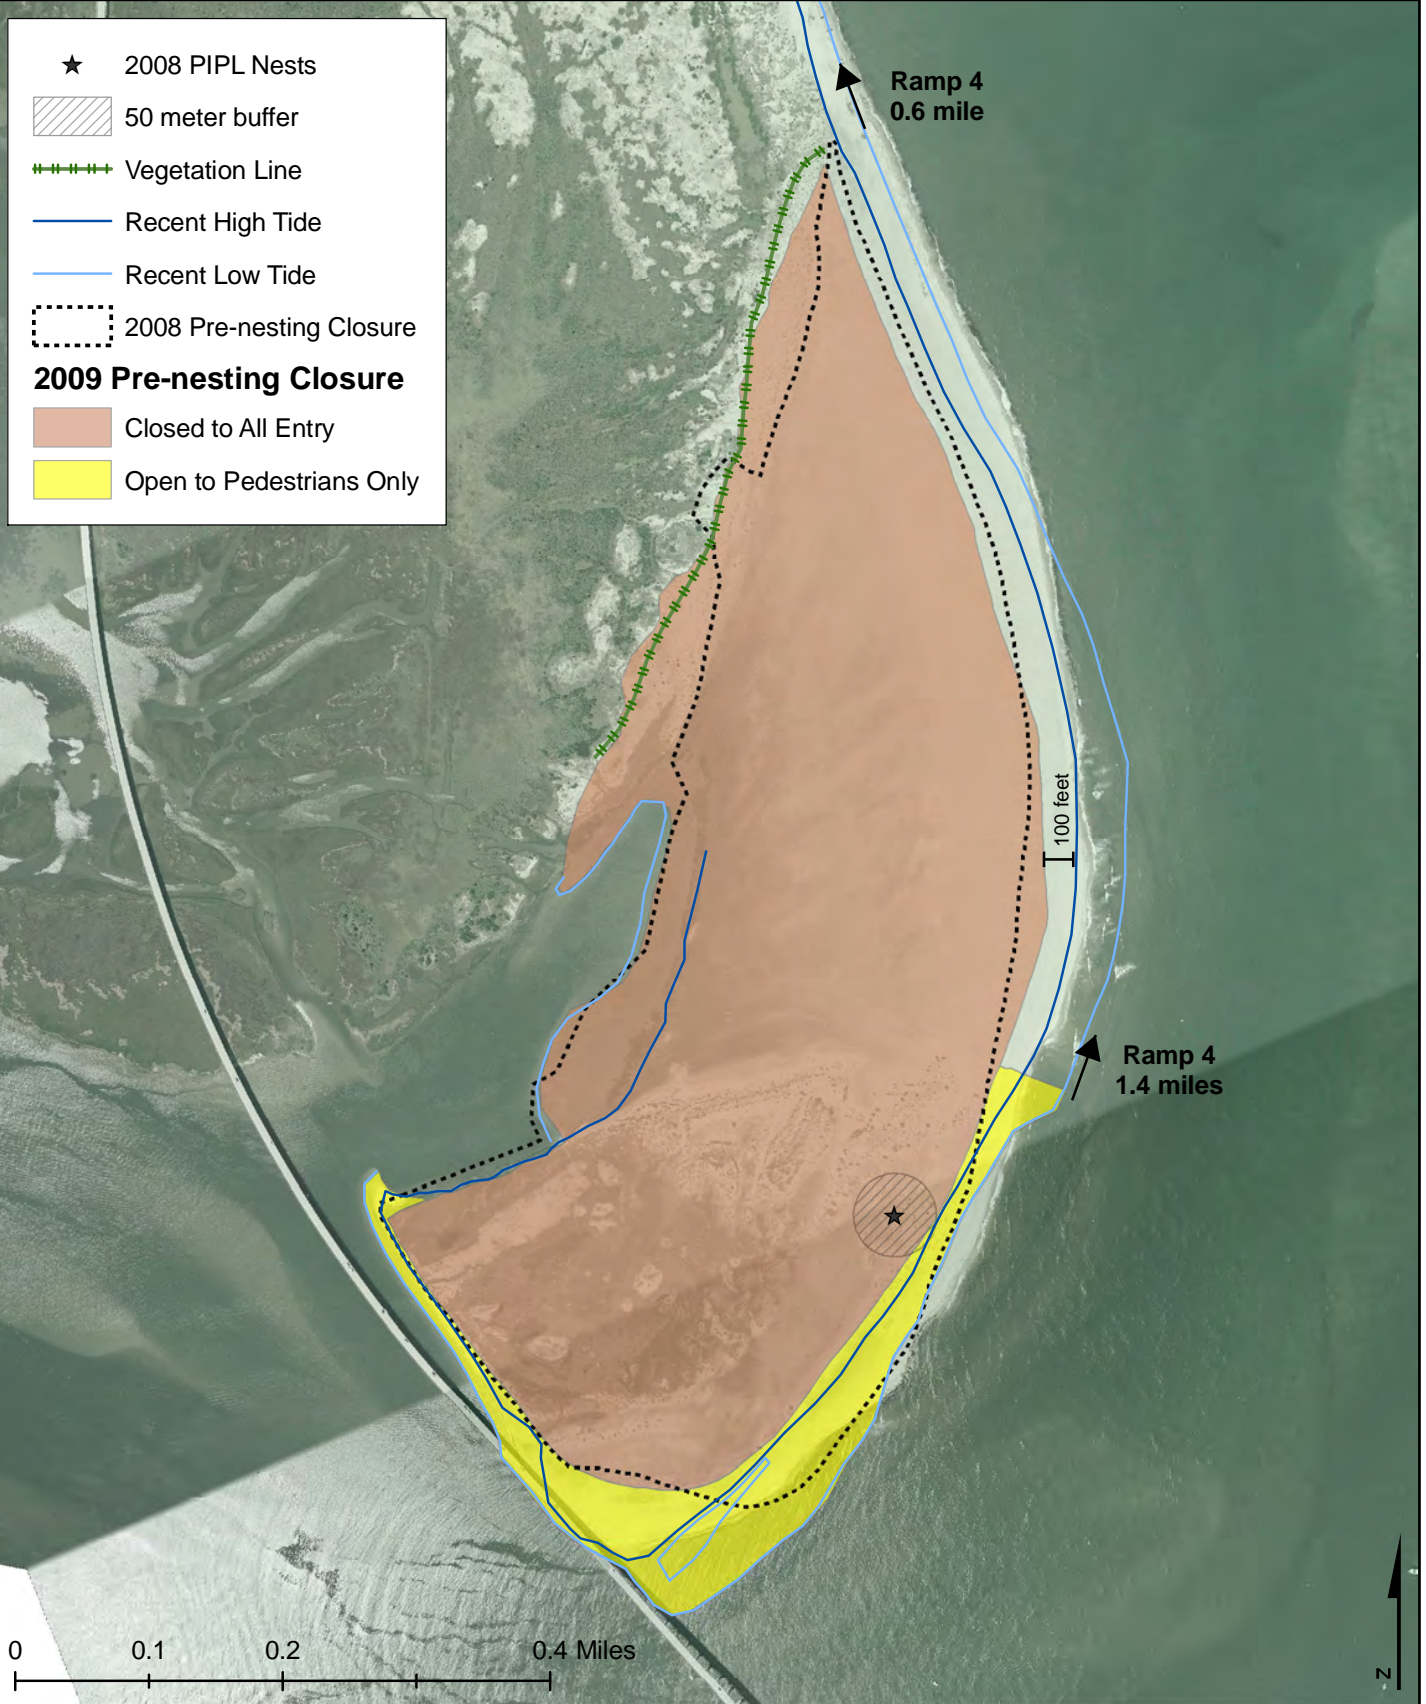 2008 PIPL Nests
50 meter buffer
Vegetation Line
Recent High Tide
Recent Low Tide
2008 Pre-nesting Closure
2009 Pre-nesting Closure
Closed to All Entry
Open to Pedestrians Only
Ramp 4
0.6 mile
100 feet
Ramp 4
1.4 miles
0 0.1 0.2 0.4 Miles
N